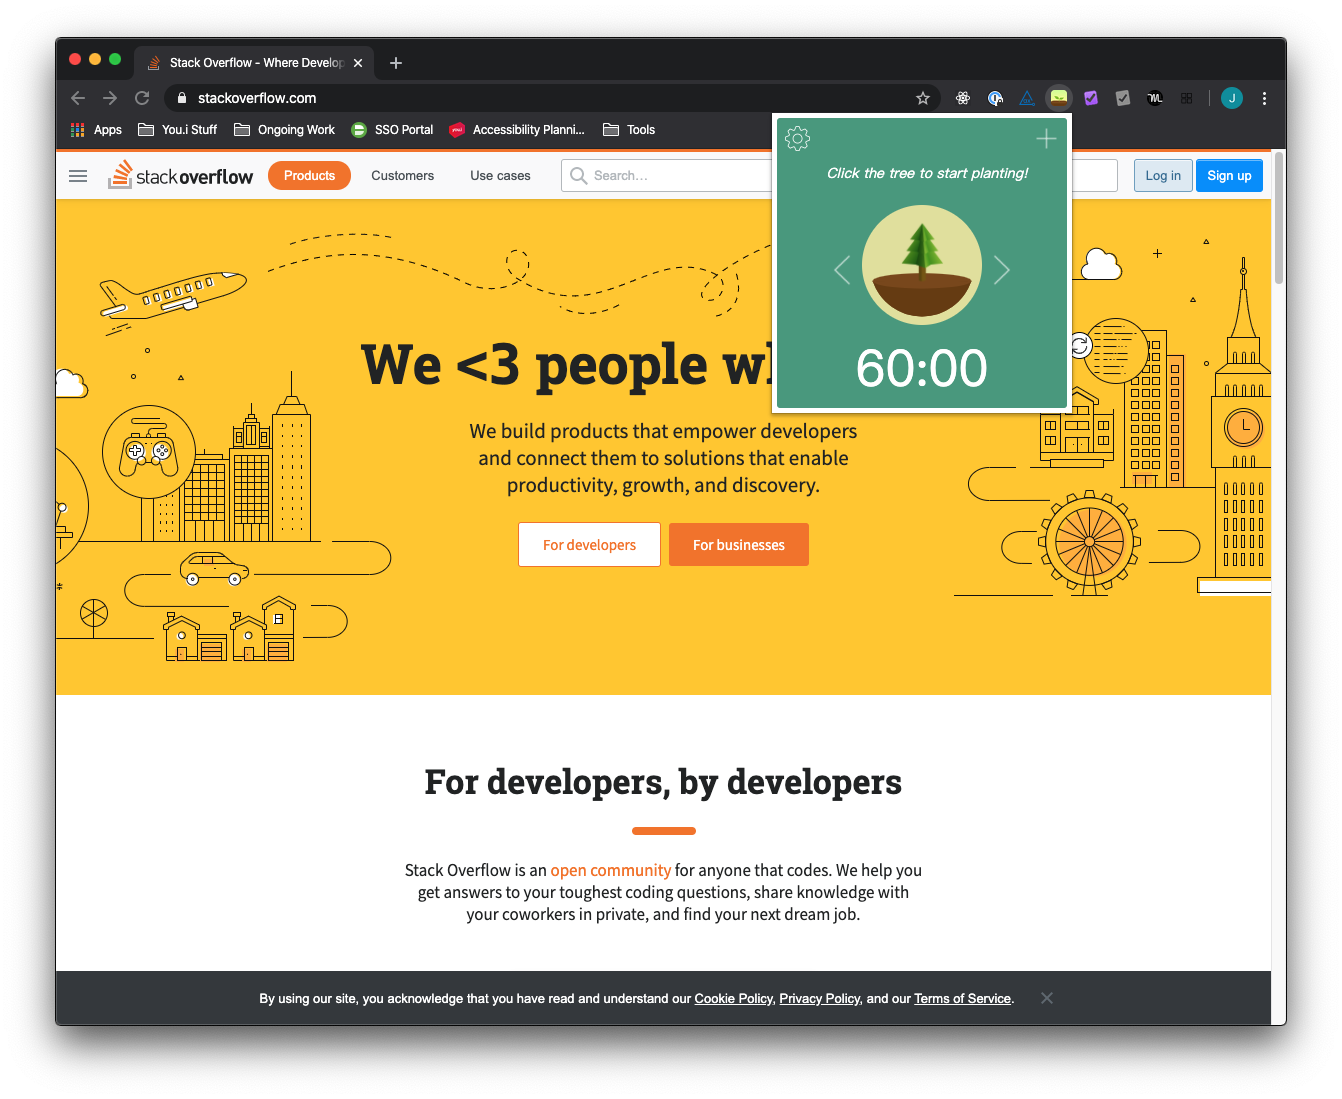 Stack Overflow - Where Develop
stackoverflow.com
J
Apps
You.i Stuff
Ongoing Work
SSO Portal
Accessibility Planni...
Tools
stackoverflow
Products
Customers
Use cases
Search…
Log in
Sign up
Click the tree to start planting!
60:00
We <3 people w
We build products that empower developers
and connect them to solutions that enable
productivity, growth, and discovery.
For developers
For businesses
For developers, by developers
Stack Overflow is an open community for anyone that codes. We help you
get answers to your toughest coding questions, share knowledge with
your coworkers in private, and find your next dream job.
By using our site, you acknowledge that you have read and understand our Cookie Policy, Privacy Policy, and our Terms of Service.